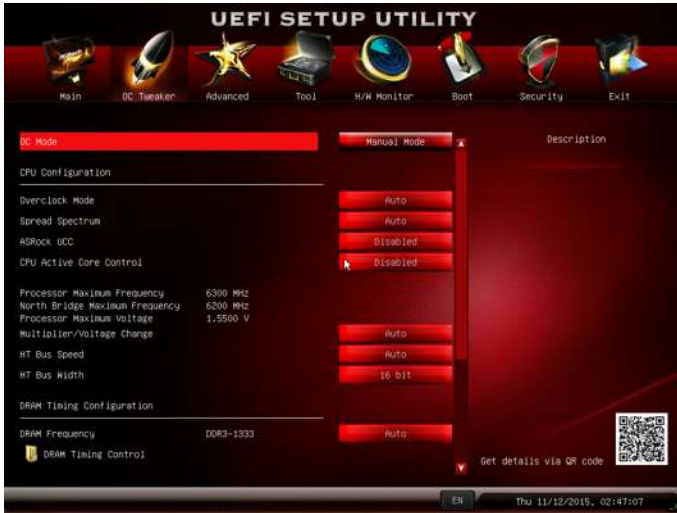 UEFI SETUP UTILITY
Main OC Tweaker Advanced Tool H/W Monitor Boot Security Exit
OC Mode Manual Mode Description
CPU Configuration
Overclock Mode Auto
Spread Spectrum Auto
ASRock UCC Disabled
CPU Active Core Control Disabled
Processor Maximum Frequency 6300 MHz
North Bridge Maximum Frequency 6200 MHz
Processor Maximum Voltage 1.5500 V
Multiplier/Voltage Change Auto
HT Bus Speed Auto
HT Bus Width 16 bit
DRAM Timing Configuration
DRAM Frequency DDR3-1333 Auto
DRAM Timing Control
Get details via QR code
EN Thu 11/12/2015, 02:47:07